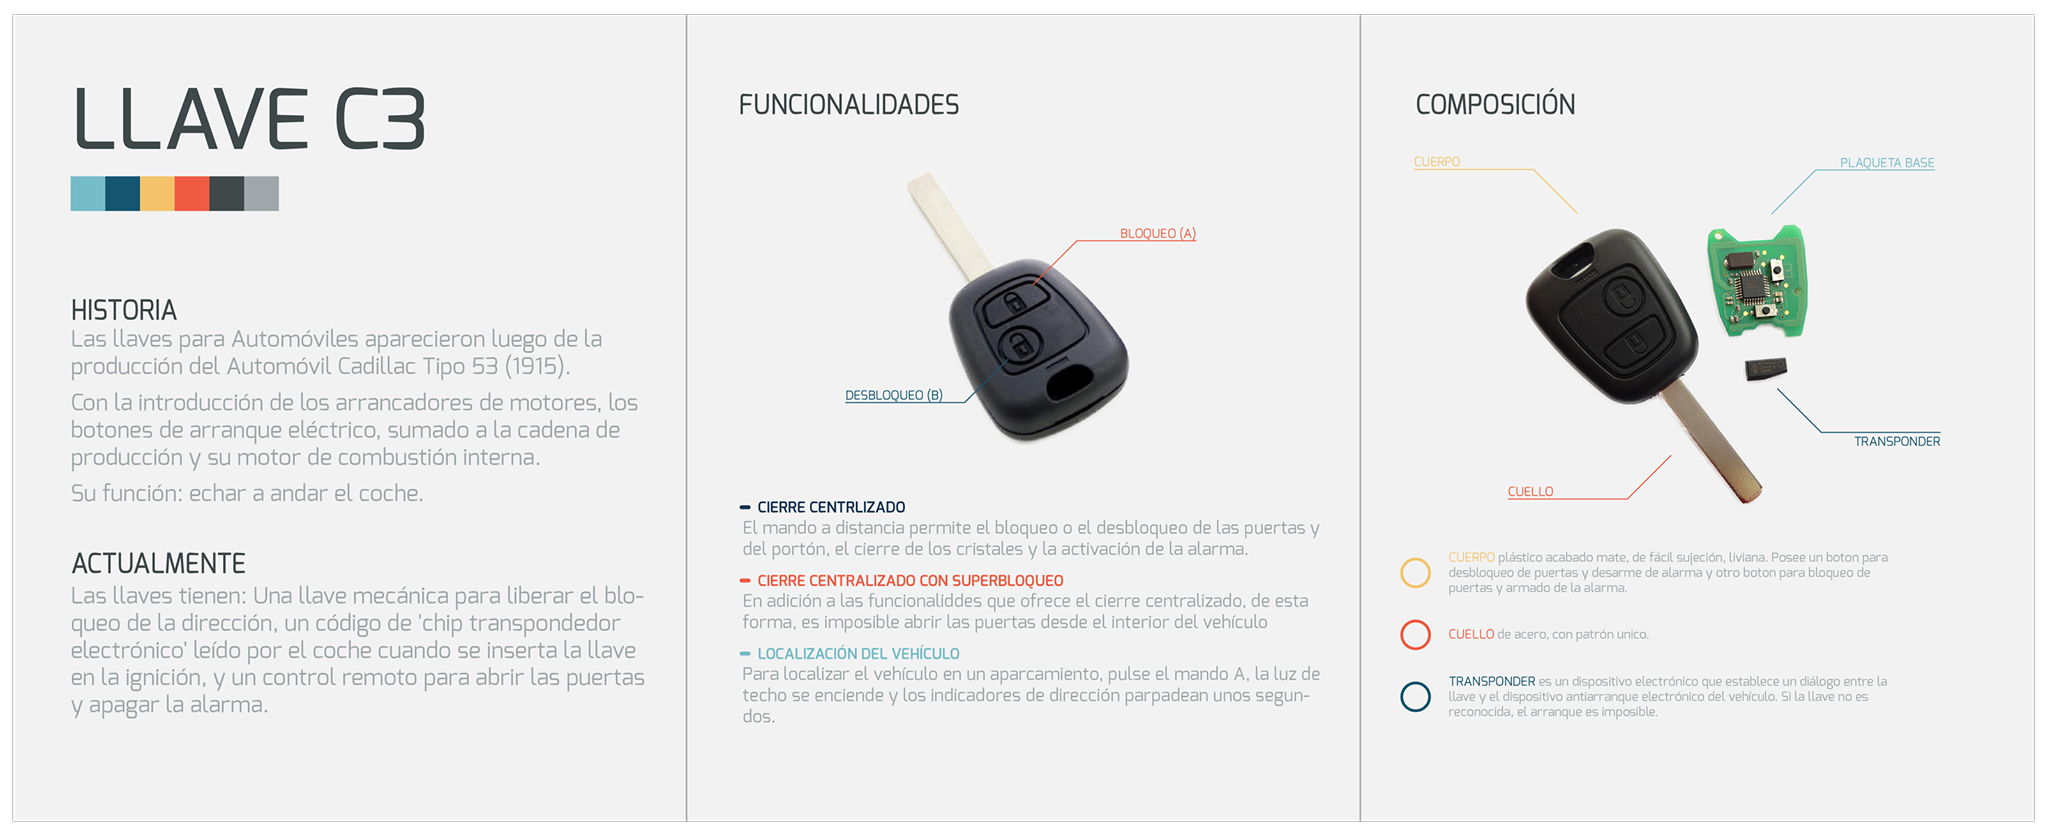 LLAVE C3
HISTORIA
Las llaves para Automóviles aparecieron luego de la
producción del Automóvil Cadillac Tipo 53 (1915).
Con la introducción de los arrancadores de motores, los
botones de arranque eléctrico, sumado a la cadena de
producción y su motor de combustión interna.
Su función: echar a andar el coche.
ACTUALMENTE
Las llaves tienen: Una llave mecánica para liberar el blo-
queo de la dirección, un código de 'chip transpondedor
electrónico' leído por el coche cuando se inserta la llave
en la ignición, y un control remoto para abrir las puertas
y apagar la alarma.
FUNCIONALIDADES
BLOQUEO (A)
DESBLOQUEO (B)
CIERRE CENTRLIZADO
El mando a distancia permite el bloqueo o el desbloqueo de las puertas y
del portón, el cierre de los cristales y la activación de la alarma.
CIERRE CENTRALIZADO CON SUPERBLOQUEO
En adición a las funcionaliddes que ofrece el cierre centralizado, de esta
forma, es imposible abrir las puertas desde el interior del vehículo
LOCALIZACIÓN DEL VEHÍCULO
Para localizar el vehículo en un aparcamiento, pulse el mando A, la luz de
techo se enciende y los indicadores de dirección parpadean unos segun-
dos.
COMPOSICIÓN
CUERPO
PLAQUETA BASE
TRANSPONDER
CUELLO
CUERPO plástico acabado mate, de fácil sujeción, liviana. Posee un boton para
desbloqueo de puertas y desarme de alarma y otro boton para bloqueo de
puertas y armado de la alarma.
CUELLO de acero, con patrón unico.
TRANSPONDER es un dispositivo electrónico que establece un diálogo entre la
llave y el dispositivo antiarranque electrónico del vehículo. Si la llave no es
reconocida, el arranque es imposible.